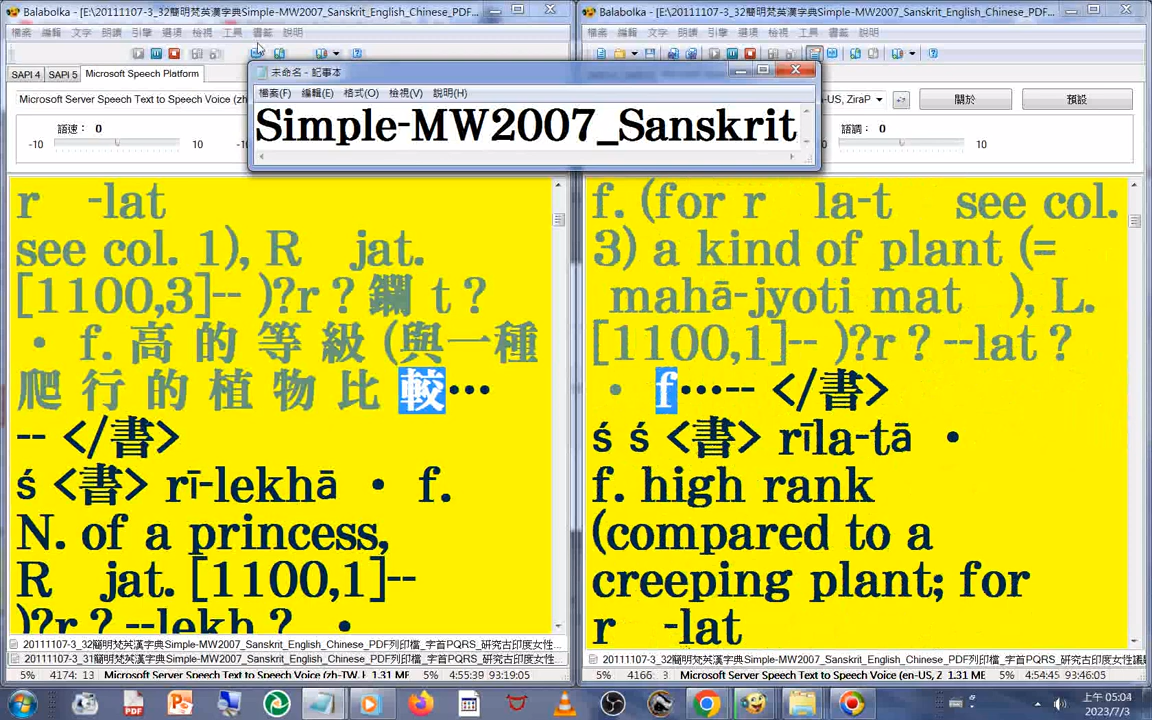 Balabolka - [E:\20111107-3_32簡明梵英漢字典Simple-MW2007_Sanskrit_English_Chinese_PDF...
檔案 編輯 文字 朗讀 引擎 選項 檢視 工具 書籤 說明
SAPI 4 SAPI 5 Microsoft Speech Platform
Microsoft Server Speech Text to Speech Voice (zh
語速： 0
-10 10 -10
r -lat
see col. 1), R jat.
[1100,3]-- )?r ? 鑭 t ?
• f. 高 的 等 級 (與一種
爬 行 的 植 物 比 較…
-- </書>
ś <書> rī-lekhā • f.
N. of a princess,
R jat. [1100,1]--
)?r ? --lekh ? •
20111107-3_32簡明梵英漢字典Simple-MW2007_Sanskrit_English_Chinese_PDF列印檔_字首PQRS_研究古印度女性...
20111107-3_31簡明梵英漢字典Simple-MW2007_Sanskrit_English_Chinese_PDF列印檔_字首PQRS_研究古印度女性...
5% 4174: 13 Microsoft Server Speech Text to Speech Voice (zh-TW, H 1.31 MB 5% 4:55:39 93:19:05
未命名 - 記事本
檔案(F) 編輯(E) 格式(O) 檢視(V) 說明(H)
Simple-MW2007_Sanskrit
Balabolka - [E:\20111107-3_32簡明梵英漢字典Simple-MW2007_Sanskrit_English_Chinese_PDF...
檔案 編輯 文字 朗讀 引擎 選項 檢視 工具 書籤 說明
-US, ZiraP 關於 預設
語調： 0
10
f. (for r la-t see col.
3) a kind of plant (=
mahā-jyoti mat ), L.
[1100,1]-- )?r ? --lat ?
• f…-- </書>
ś ś <書> rīla-tā •
f. high rank
(compared to a
creeping plant; for
r -lat
20111107-3_32簡明梵英漢字典Simple-MW2007_Sanskrit_English_Chinese_PDF列印檔_字首PQRS_研究古印度女性議
5% 4166: 3 Microsoft Server Speech Text to Speech Voice (en-US, Z 1.31 MB 5% 4:54:45 93:46:05
上午 05:04
2023/7/3